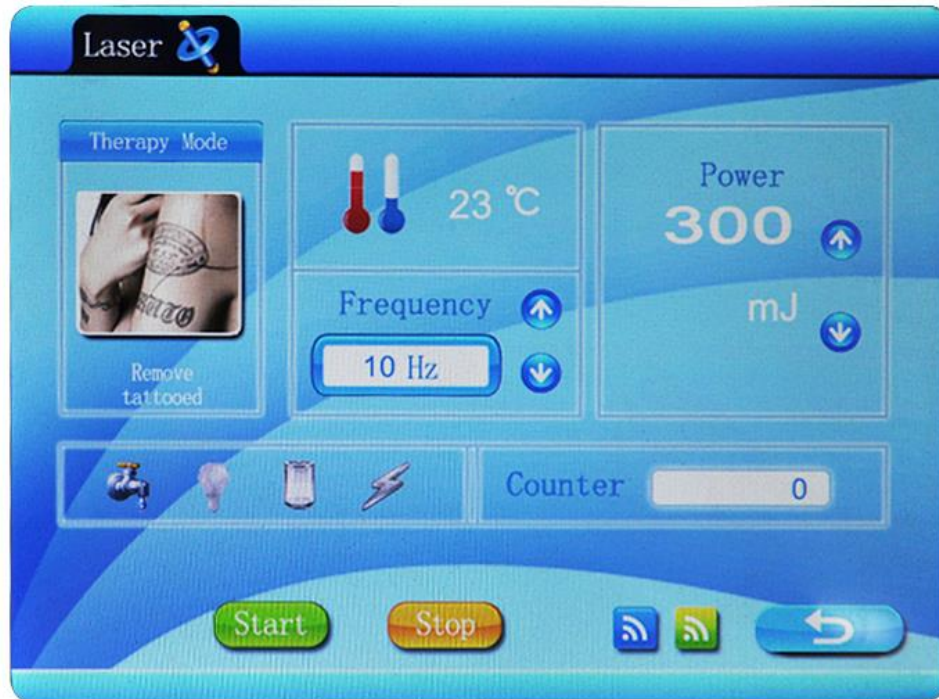 Laser
Therapy Mode
Remove
tattooed
23 ℃
Frequency
10 Hz
Power
300
mJ
Counter
0
Start
Stop